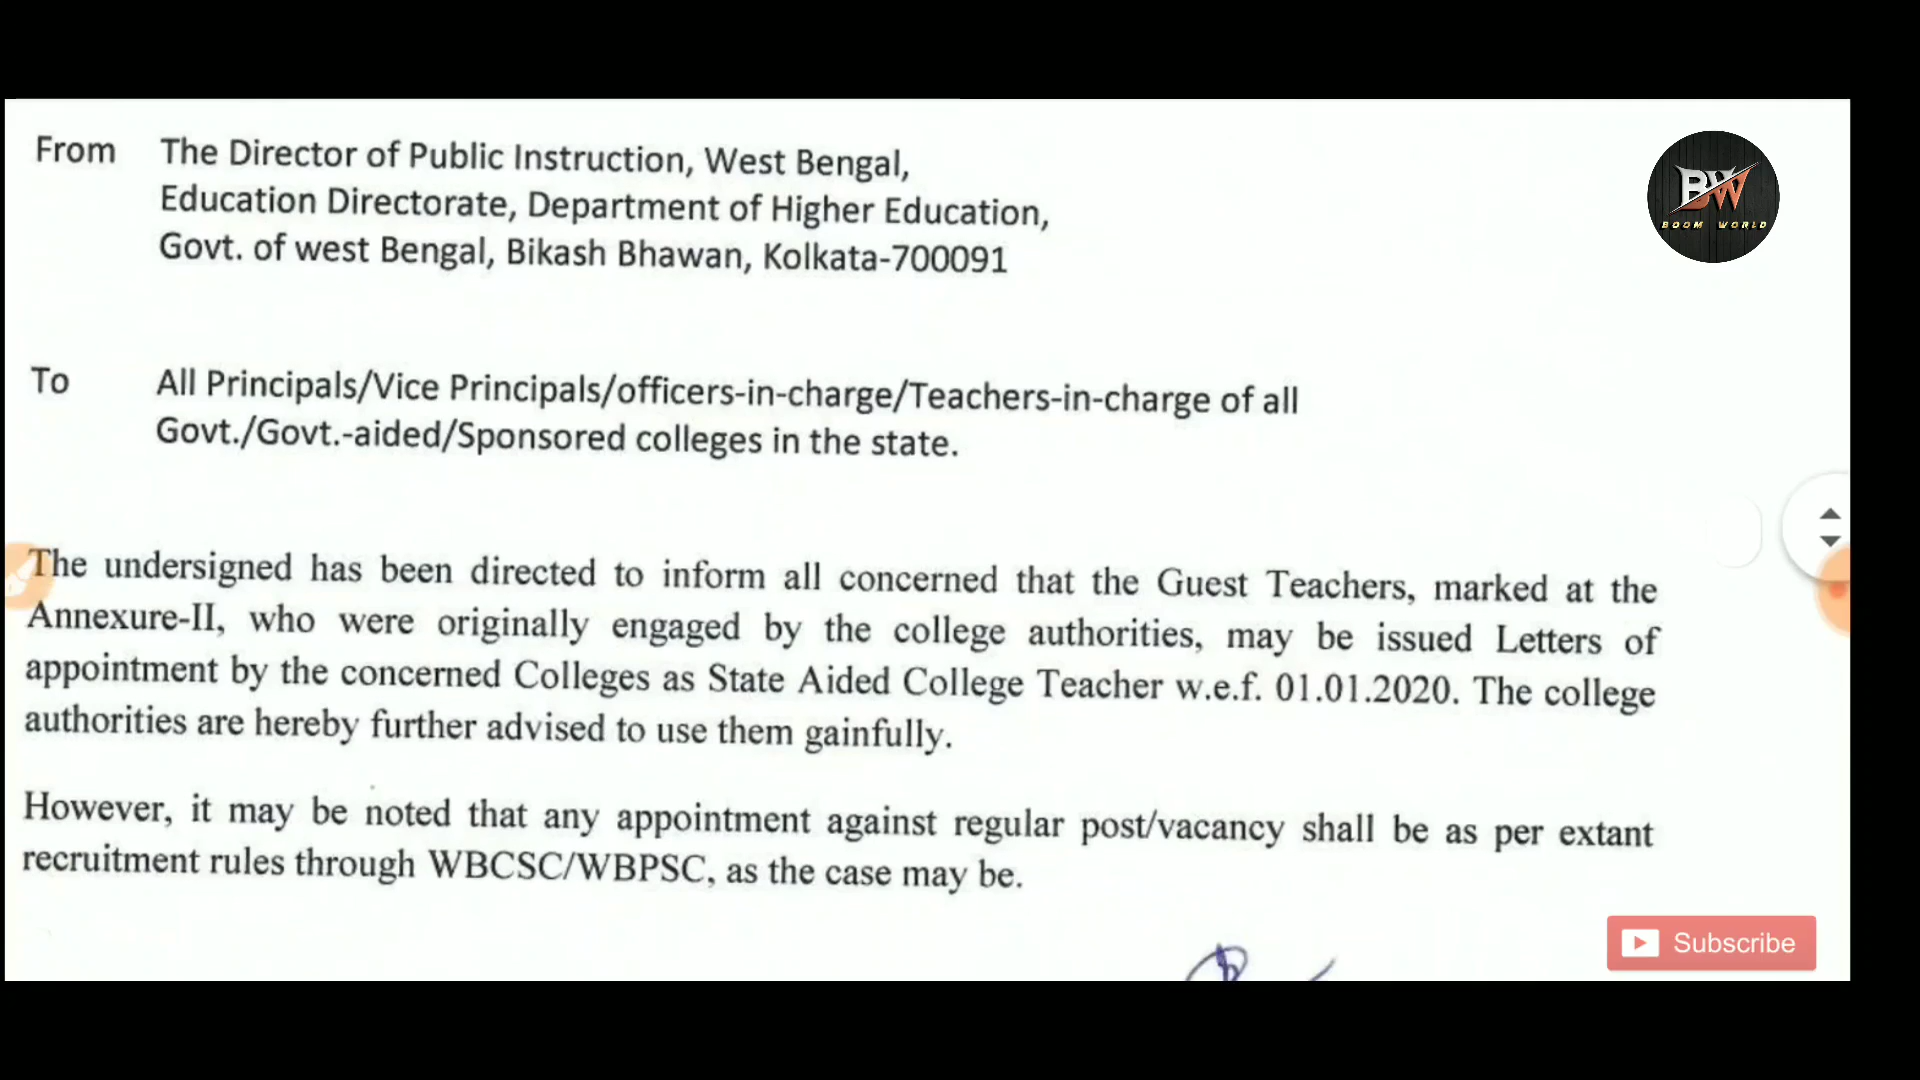 From The Director of Public Instruction, West Bengal,
Education Directorate, Department of Higher Education,
Govt. of west Bengal, Bikash Bhawan, Kolkata-700091
BW
BOOM WORLD
To All Principals/Vice Principals/officers-in-charge/Teachers-in-charge of all
Govt./Govt.-aided/Sponsored colleges in the state.
The undersigned has been directed to inform all concerned that the Guest Teachers, marked at the
Annexure-II, who were originally engaged by the college authorities, may be issued Letters of
appointment by the concerned Colleges as State Aided College Teacher w.e.f. 01.01.2020. The college
authorities are hereby further advised to use them gainfully.
However, it may be noted that any appointment against regular post/vacancy shall be as per extant
recruitment rules through WBCSC/WBPSC, as the case may be.
Subscribe